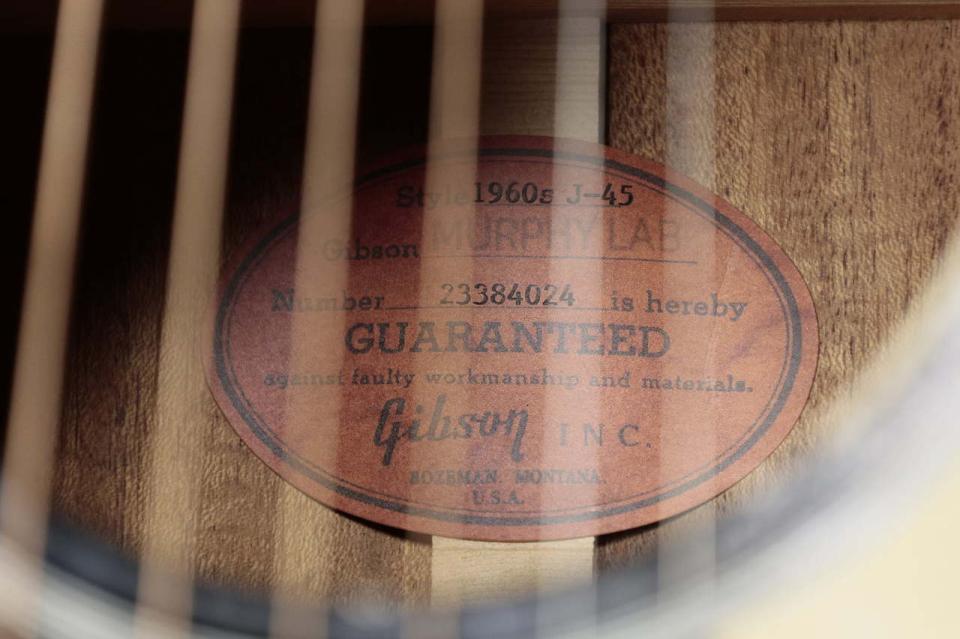 Style 1960s J-45
Gibson MURPHY LAB
Number 23384024 is hereby
GUARANTEED
against faulty workmanship and materials.
Gibson INC.
BOZEMAN, MONTANA,
U.S.A.